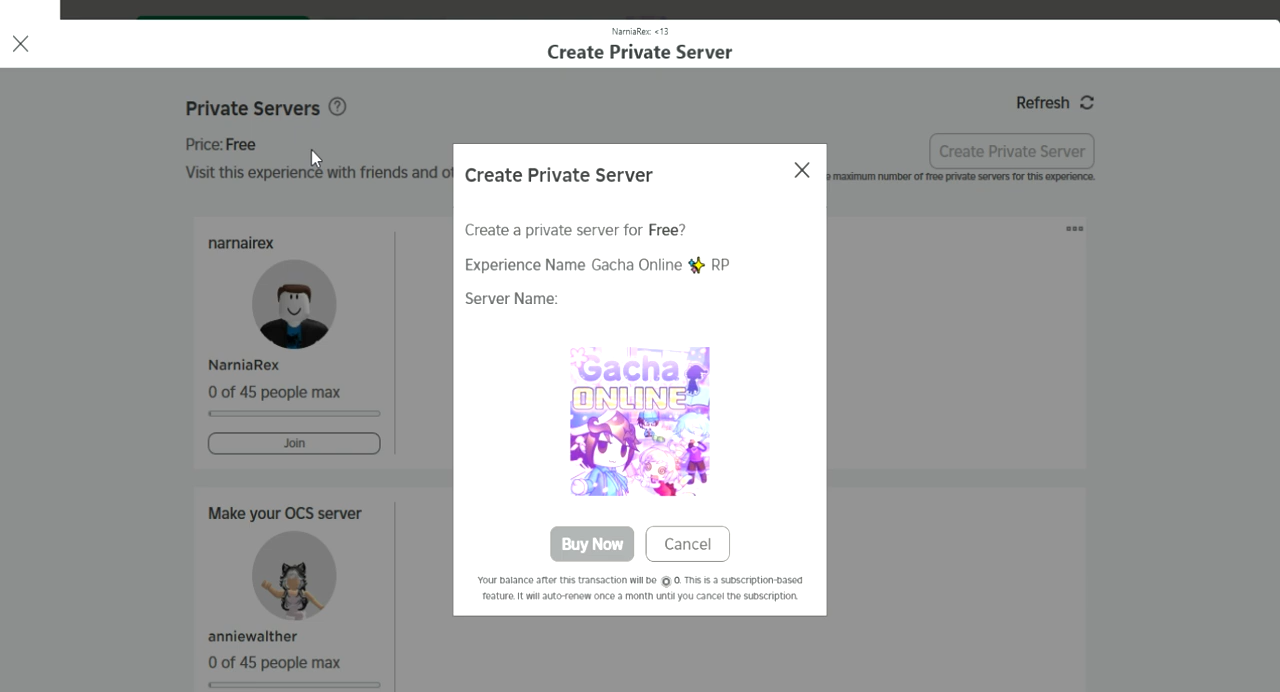 NarniaRex: <13
Create Private Server
Private Servers
Refresh
Price: Free
Create Private Server
Visit this experience with friends and ot
maximum number of free private servers for this experience.
Create Private Server
Create a private server for Free?
Experience Name Gacha Online ✨ RP
Server Name:
Gacha
ONLINE
Buy Now
Cancel
Your balance after this transaction will be 0. This is a subscription-based
feature. It will auto-renew once a month until you cancel the subscription.
narnairex
NarniaRex
0 of 45 people max
Join
Make your OCS server
anniewalther
0 of 45 people max